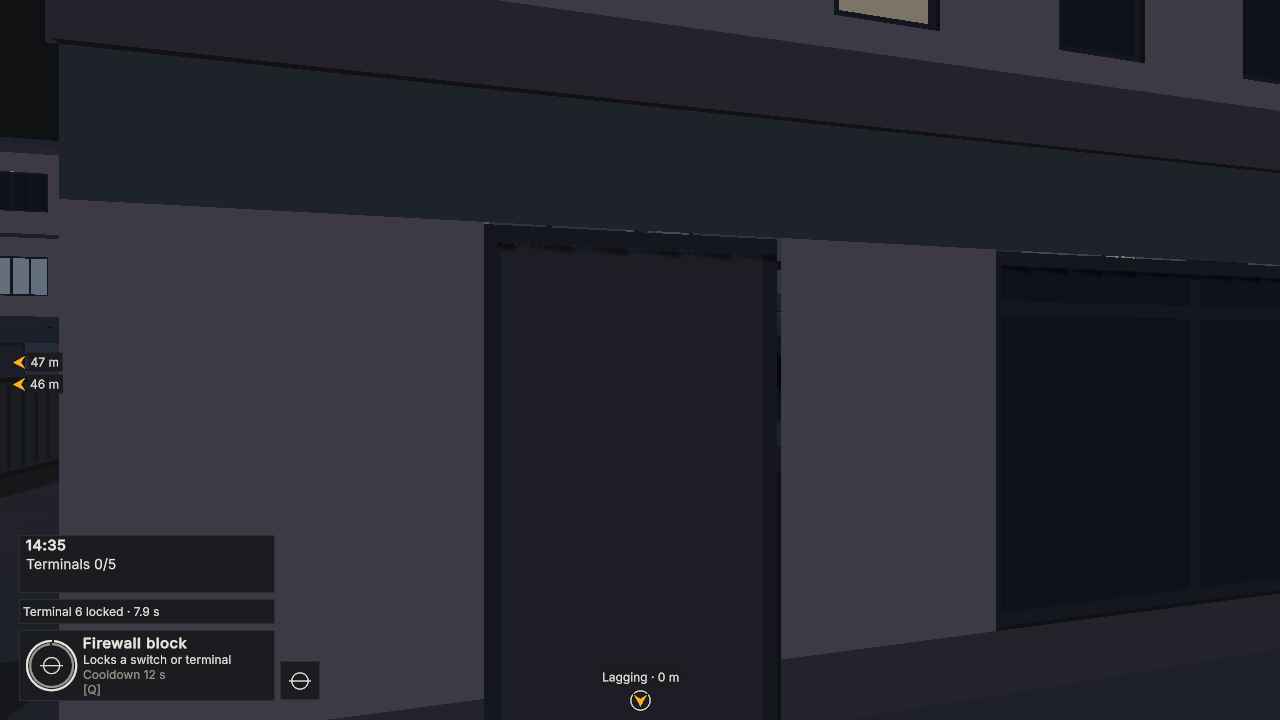 47 m
46 m
14:35
Terminals 0/5
Terminal 6 locked · 7.9 s
Firewall block
Locks a switch or terminal
Cooldown 12 s
[Q]
Lagging · 0 m